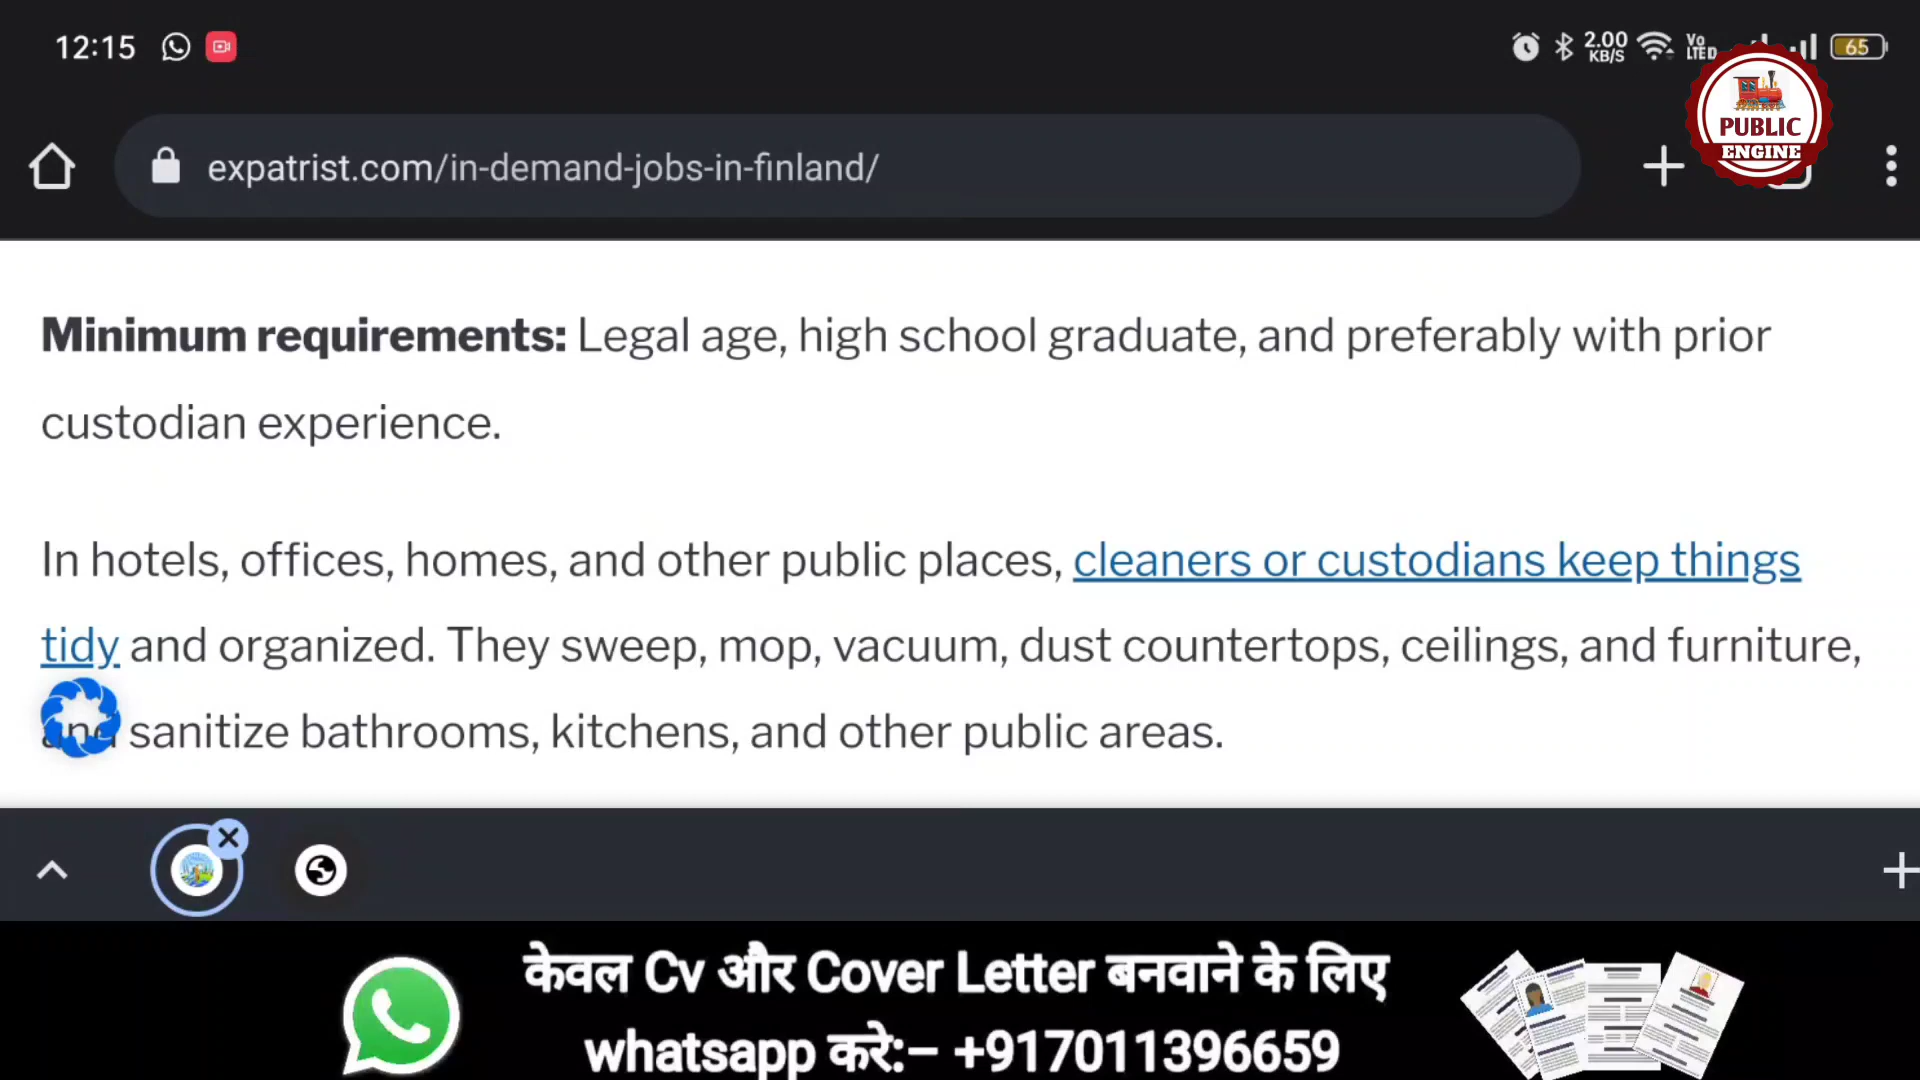 12:15
2.00
KB/S
Vo
LTED
65
PUBLIC
ENGINE
expatrist.com/in-demand-jobs-in-finland/
Minimum requirements: Legal age, high school graduate, and preferably with prior
custodian experience.
In hotels, offices, homes, and other public places, cleaners or custodians keep things
tidy and organized. They sweep, mop, vacuum, dust countertops, ceilings, and furniture,
and sanitize bathrooms, kitchens, and other public areas.
केवल Cv और Cover Letter बनवाने के लिए
whatsapp करे:– +917011396659